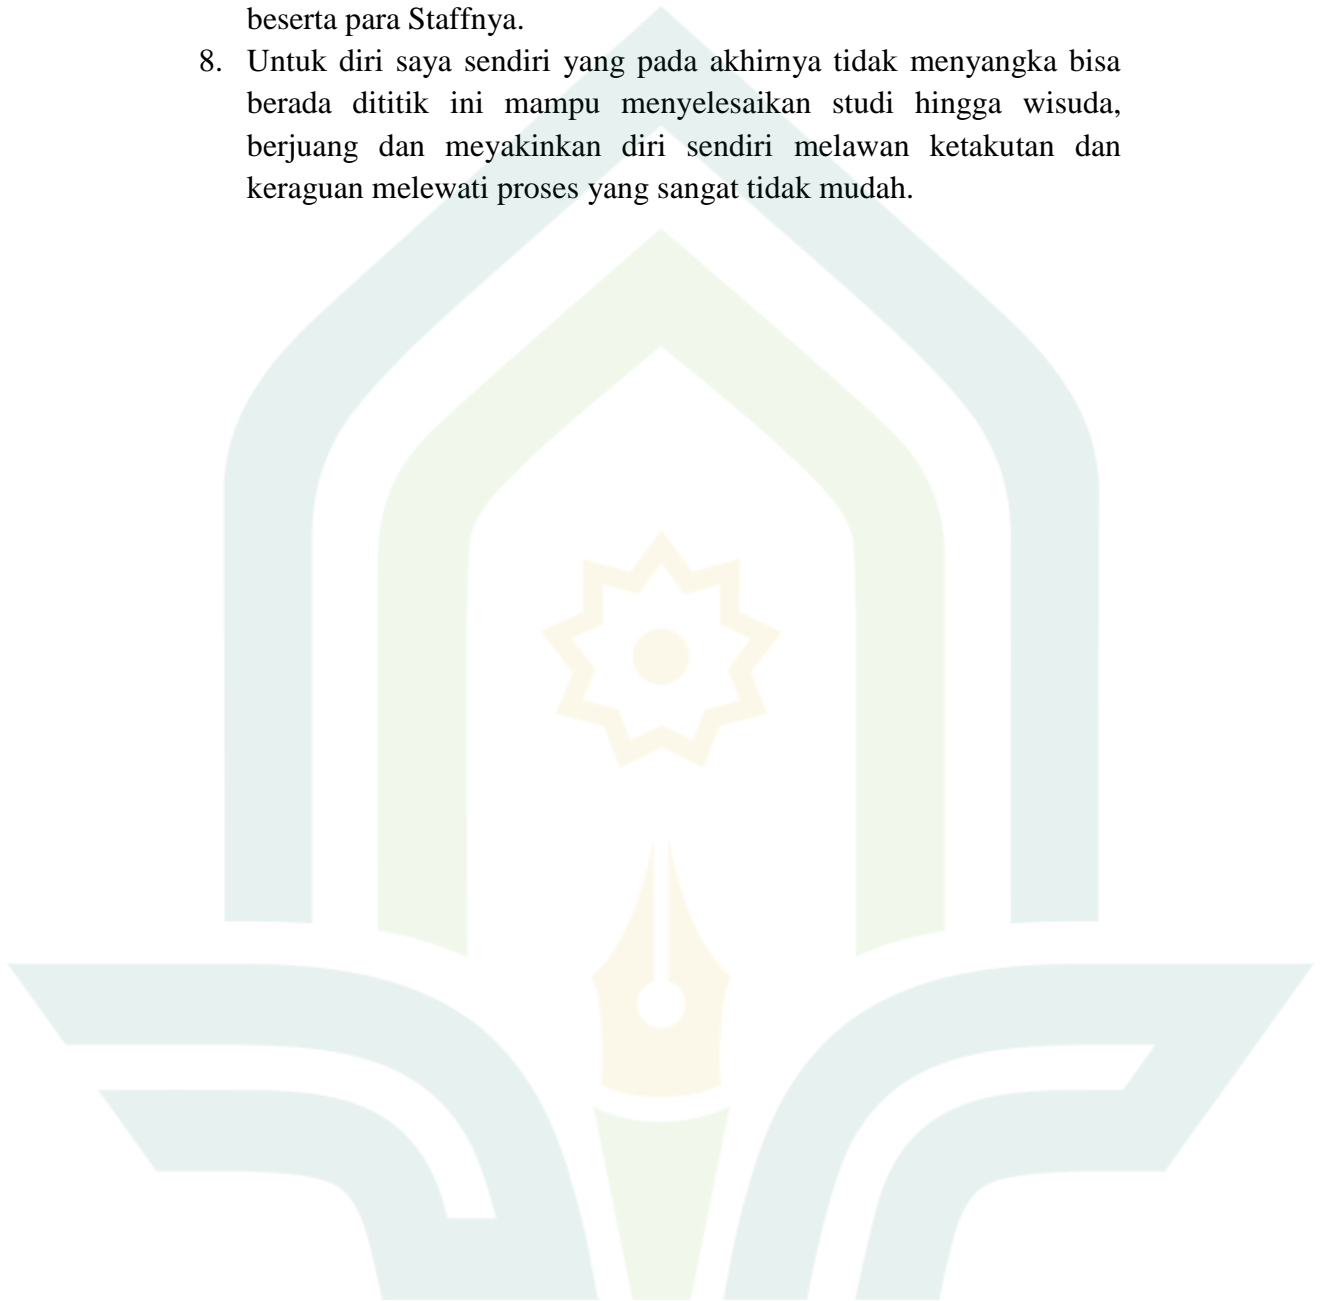 beserta para Staffnya.
8. Untuk diri saya sendiri yang pada akhirnya tidak menyangka bisa
berada dititik ini mampu menyelesaikan studi hingga wisuda,
berjuang dan meyakinkan diri sendiri melawan ketakutan dan
keraguan melewati proses yang sangat tidak mudah.